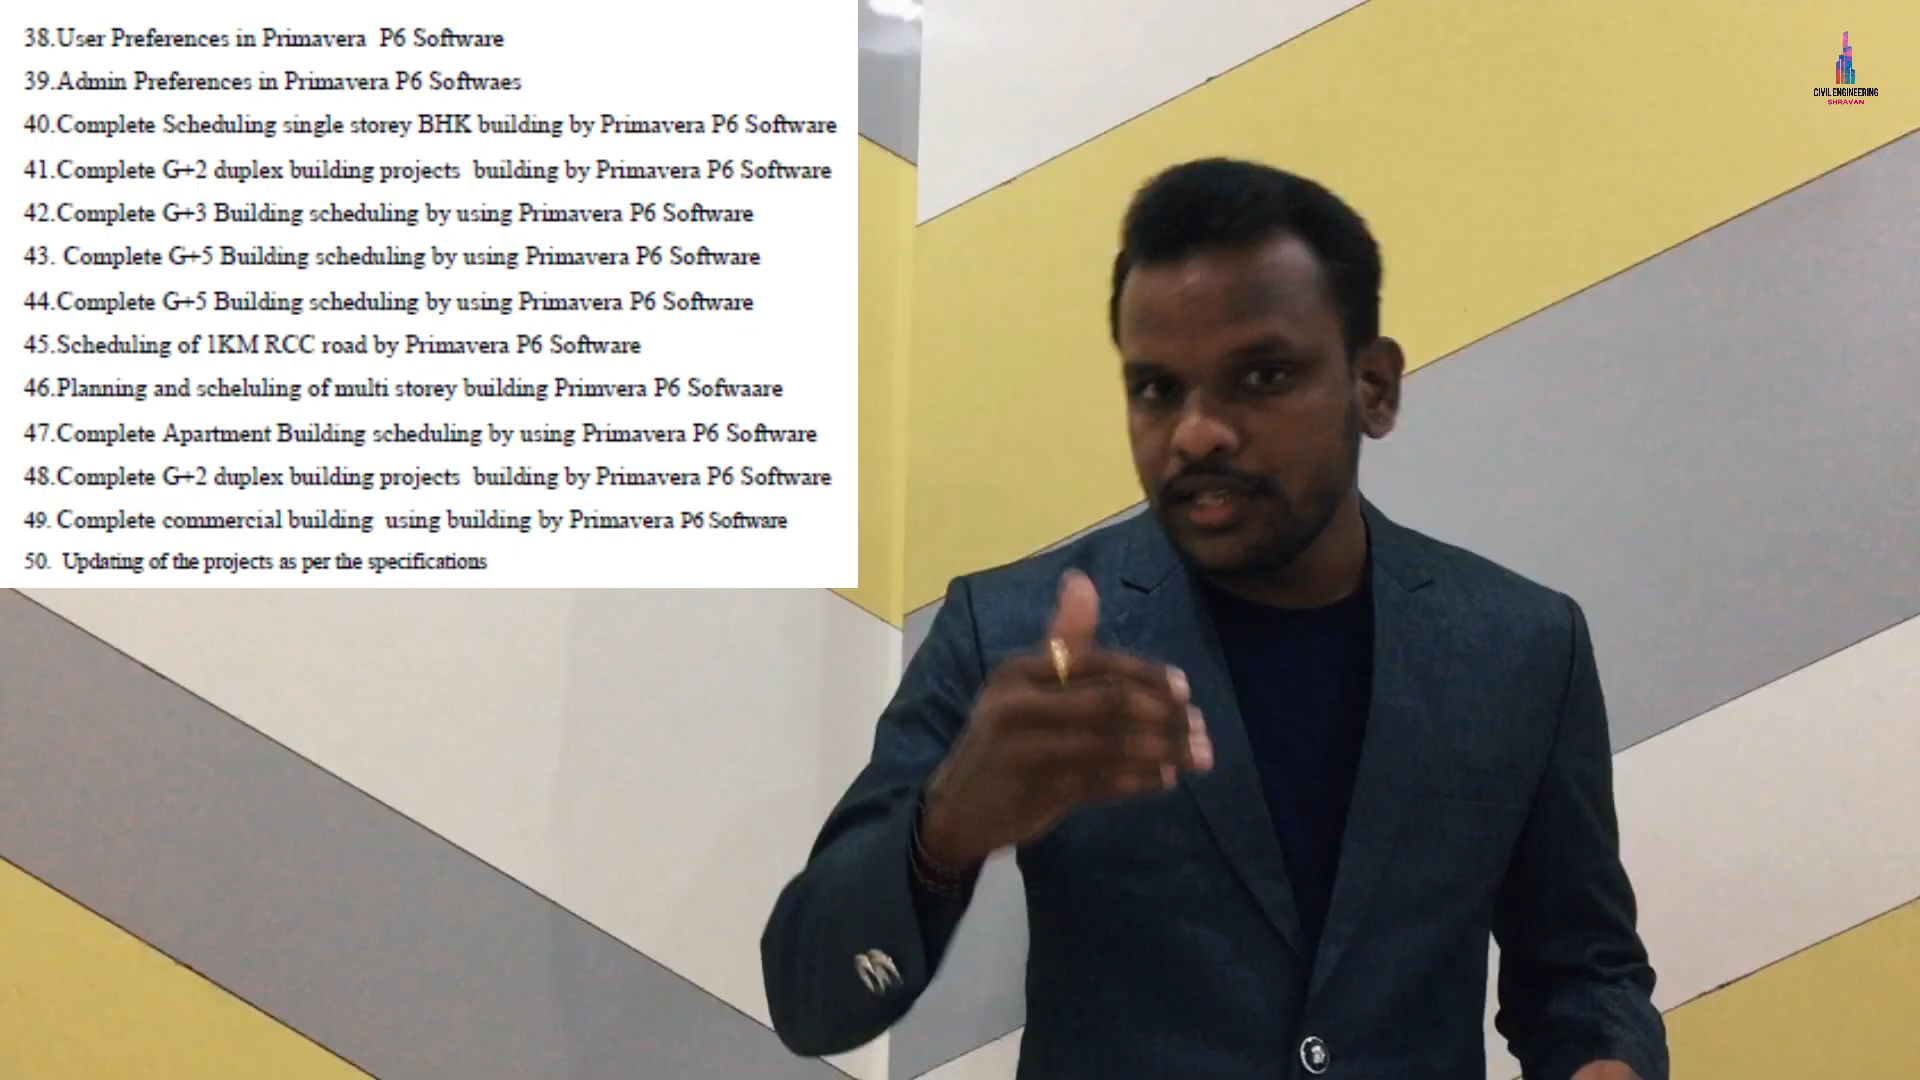 38.User Preferences in Primavera P6 Software
39.Admin Preferences in Primavera P6 Softwaes
40.Complete Scheduling single storey BHK building by Primavera P6 Software
41.Complete G+2 duplex building projects building by Primavera P6 Software
42.Complete G+3 Building scheduling by using Primavera P6 Software
43. Complete G+5 Building scheduling by using Primavera P6 Software
44.Complete G+5 Building scheduling by using Primavera P6 Software
45.Scheduling of 1KM RCC road by Primavera P6 Software
46.Planning and scheluling of multi storey building Primvera P6 Sofwaare
47.Complete Apartment Building scheduling by using Primavera P6 Software
48.Complete G+2 duplex building projects building by Primavera P6 Software
49. Complete commercial building using building by Primavera P6 Software
50. Updating of the projects as per the specifications
CIVIL ENGINEERING
SHRAVAN